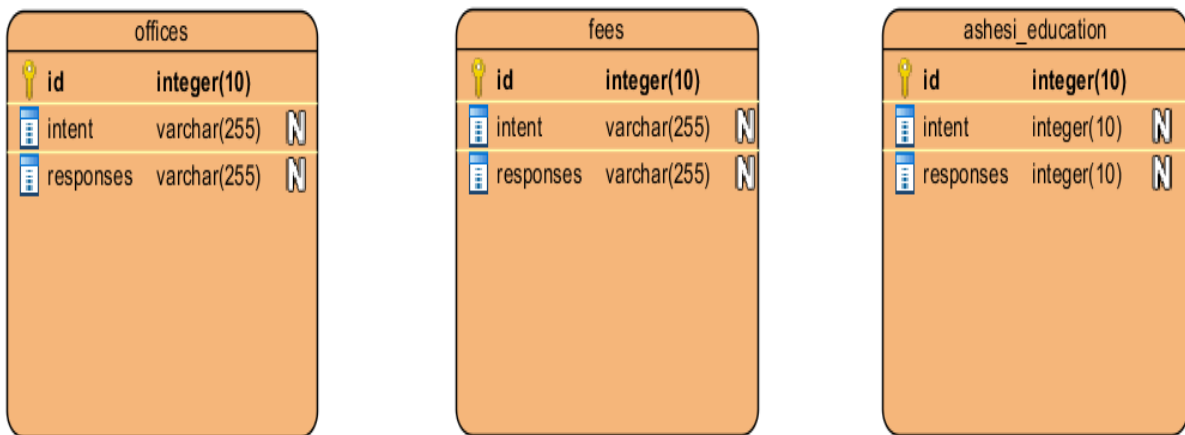 offices
id integer(10)
intent varchar(255) N
responses varchar(255) N
fees
id integer(10)
intent varchar(255) N
responses varchar(255) N
ashesi_education
id integer(10)
intent integer(10) N
responses integer(10) N